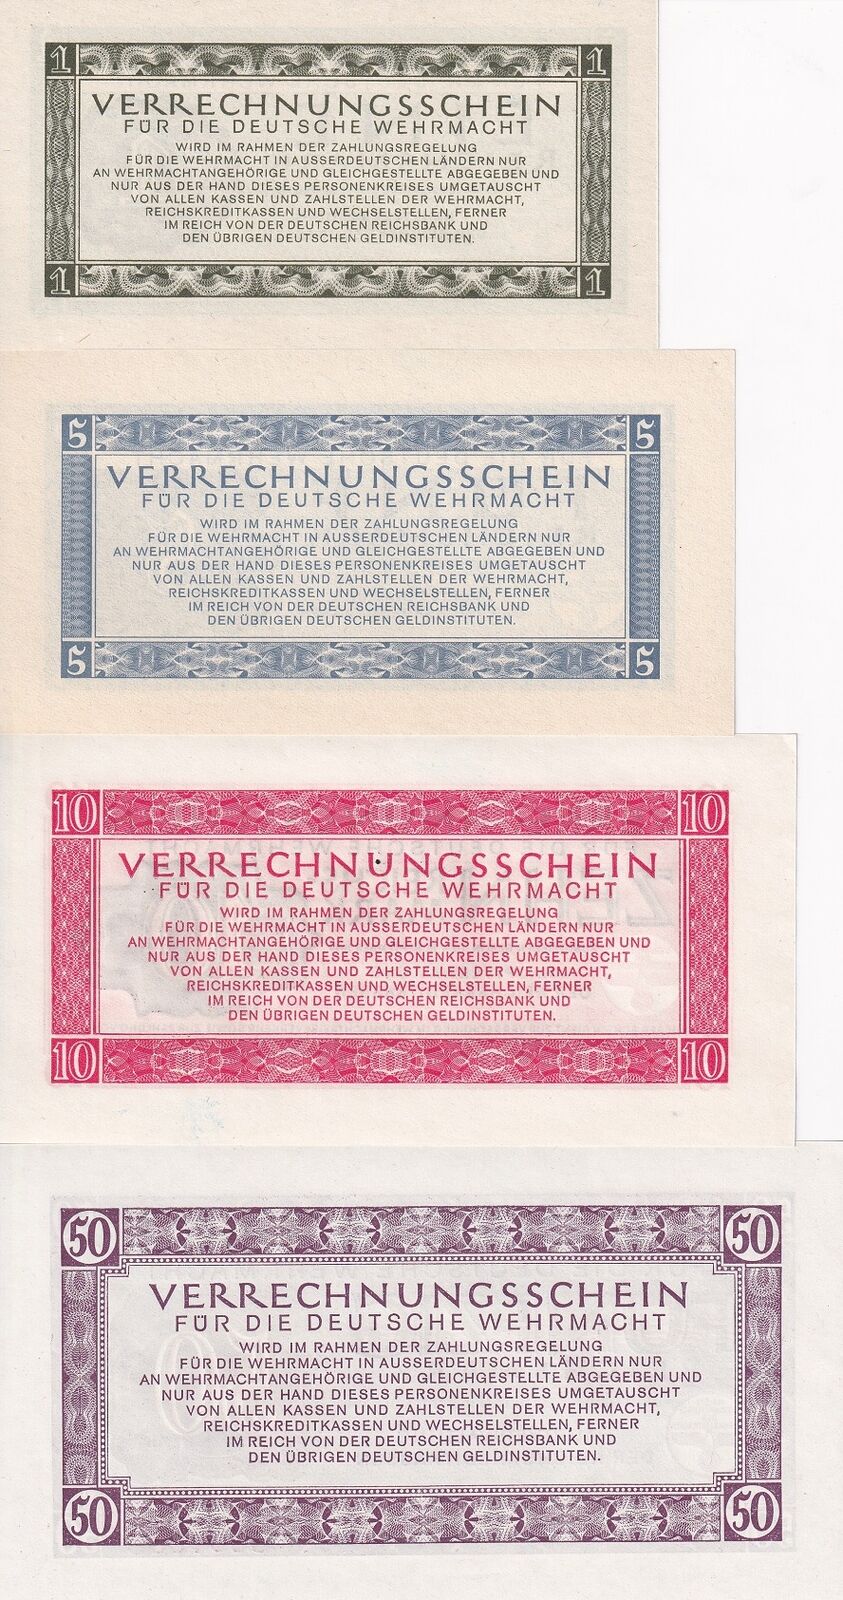 1 1
VERRECHNUNGSSCHEIN
FÜR DIE DEUTSCHE WEHRMACHT
WIRD IM RAHMEN DER ZAHLUNGSREGELUNG
FÜR DIE WEHRMACHT IN AUSSERDEUTSCHEN LÄNDERN NUR
AN WEHRMACHTANGEHÖRIGE UND GLEICHGESTELLTE ABGEGEBEN UND
NUR AUS DER HAND DIESES PERSONENKREISES UMGETAUSCHT
VON ALLEN KASSEN UND ZAHLSTELLEN DER WEHRMACHT,
REICHSKREDITKASSEN UND WECHSELSTELLEN, FERNER
IM REICH VON DER DEUTSCHEN REICHSBANK UND
DEN ÜBRIGEN DEUTSCHEN GELDINSTITUTEN.
1 1
5 5
VERRECHNUNGSSCHEIN
FÜR DIE DEUTSCHE WEHRMACHT
WIRD IM RAHMEN DER ZAHLUNGSREGELUNG
FÜR DIE WEHRMACHT IN AUSSERDEUTSCHEN LÄNDERN NUR
AN WEHRMACHTANGEHÖRIGE UND GLEICHGESTELLTE ABGEGEBEN UND
NUR AUS DER HAND DIESES PERSONENKREISES UMGETAUSCHT
VON ALLEN KASSEN UND ZAHLSTELLEN DER WEHRMACHT,
REICHSKREDITKASSEN UND WECHSELSTELLEN, FERNER
IM REICH VON DER DEUTSCHEN REICHSBANK UND
DEN ÜBRIGEN DEUTSCHEN GELDINSTITUTEN.
5 5
10 10
VERRECHNUNGSSCHEIN
FÜR DIE DEUTSCHE WEHRMACHT
WIRD IM RAHMEN DER ZAHLUNGSREGELUNG
FÜR DIE WEHRMACHT IN AUSSERDEUTSCHEN LÄNDERN NUR
AN WEHRMACHTANGEHÖRIGE UND GLEICHGESTELLTE ABGEGEBEN UND
NUR AUS DER HAND DIESES PERSONENKREISES UMGETAUSCHT
VON ALLEN KASSEN UND ZAHLSTELLEN DER WEHRMACHT,
REICHSKREDITKASSEN UND WECHSELSTELLEN, FERNER
IM REICH VON DER DEUTSCHEN REICHSBANK UND
DEN ÜBRIGEN DEUTSCHEN GELDINSTITUTEN.
10 10
50 50
VERRECHNUNGSSCHEIN
FÜR DIE DEUTSCHE WEHRMACHT
WIRD IM RAHMEN DER ZAHLUNGSREGELUNG
FÜR DIE WEHRMACHT IN AUSSERDEUTSCHEN LÄNDERN NUR
AN WEHRMACHTANGEHÖRIGE UND GLEICHGESTELLTE ABGEGEBEN UND
NUR AUS DER HAND DIESES PERSONENKREISES UMGETAUSCHT
VON ALLEN KASSEN UND ZAHLSTELLEN DER WEHRMACHT,
REICHSKREDITKASSEN UND WECHSELSTELLEN, FERNER
IM REICH VON DER DEUTSCHEN REICHSBANK UND
DEN ÜBRIGEN DEUTSCHEN GELDINSTITUTEN.
50 50